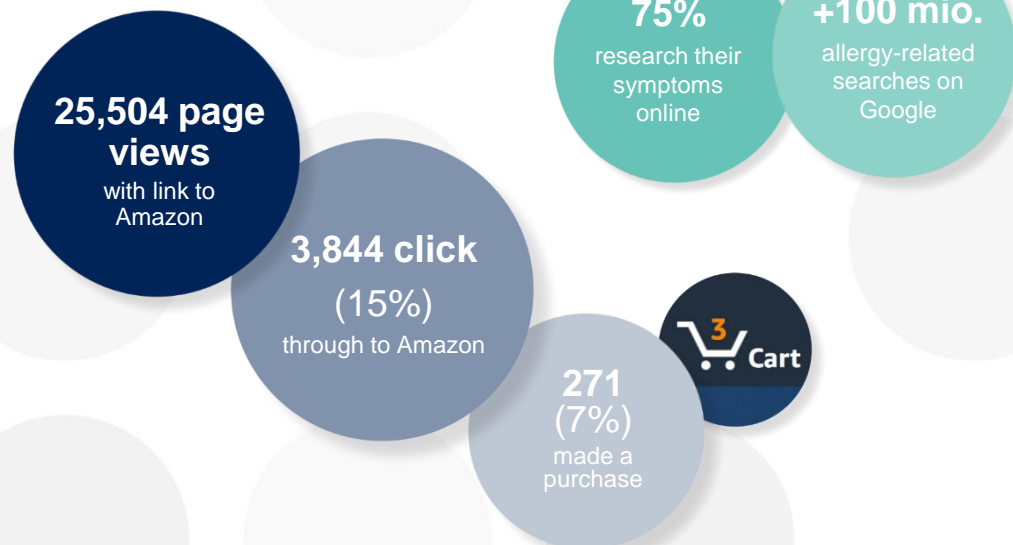 75%
research their
symptoms
online
+100 mio.
allergy-related
searches on
Google
25,504 page
views
with link to
Amazon
3,844 click
(15%)
through to Amazon
3
Cart
271
(7%)
made a
purchase